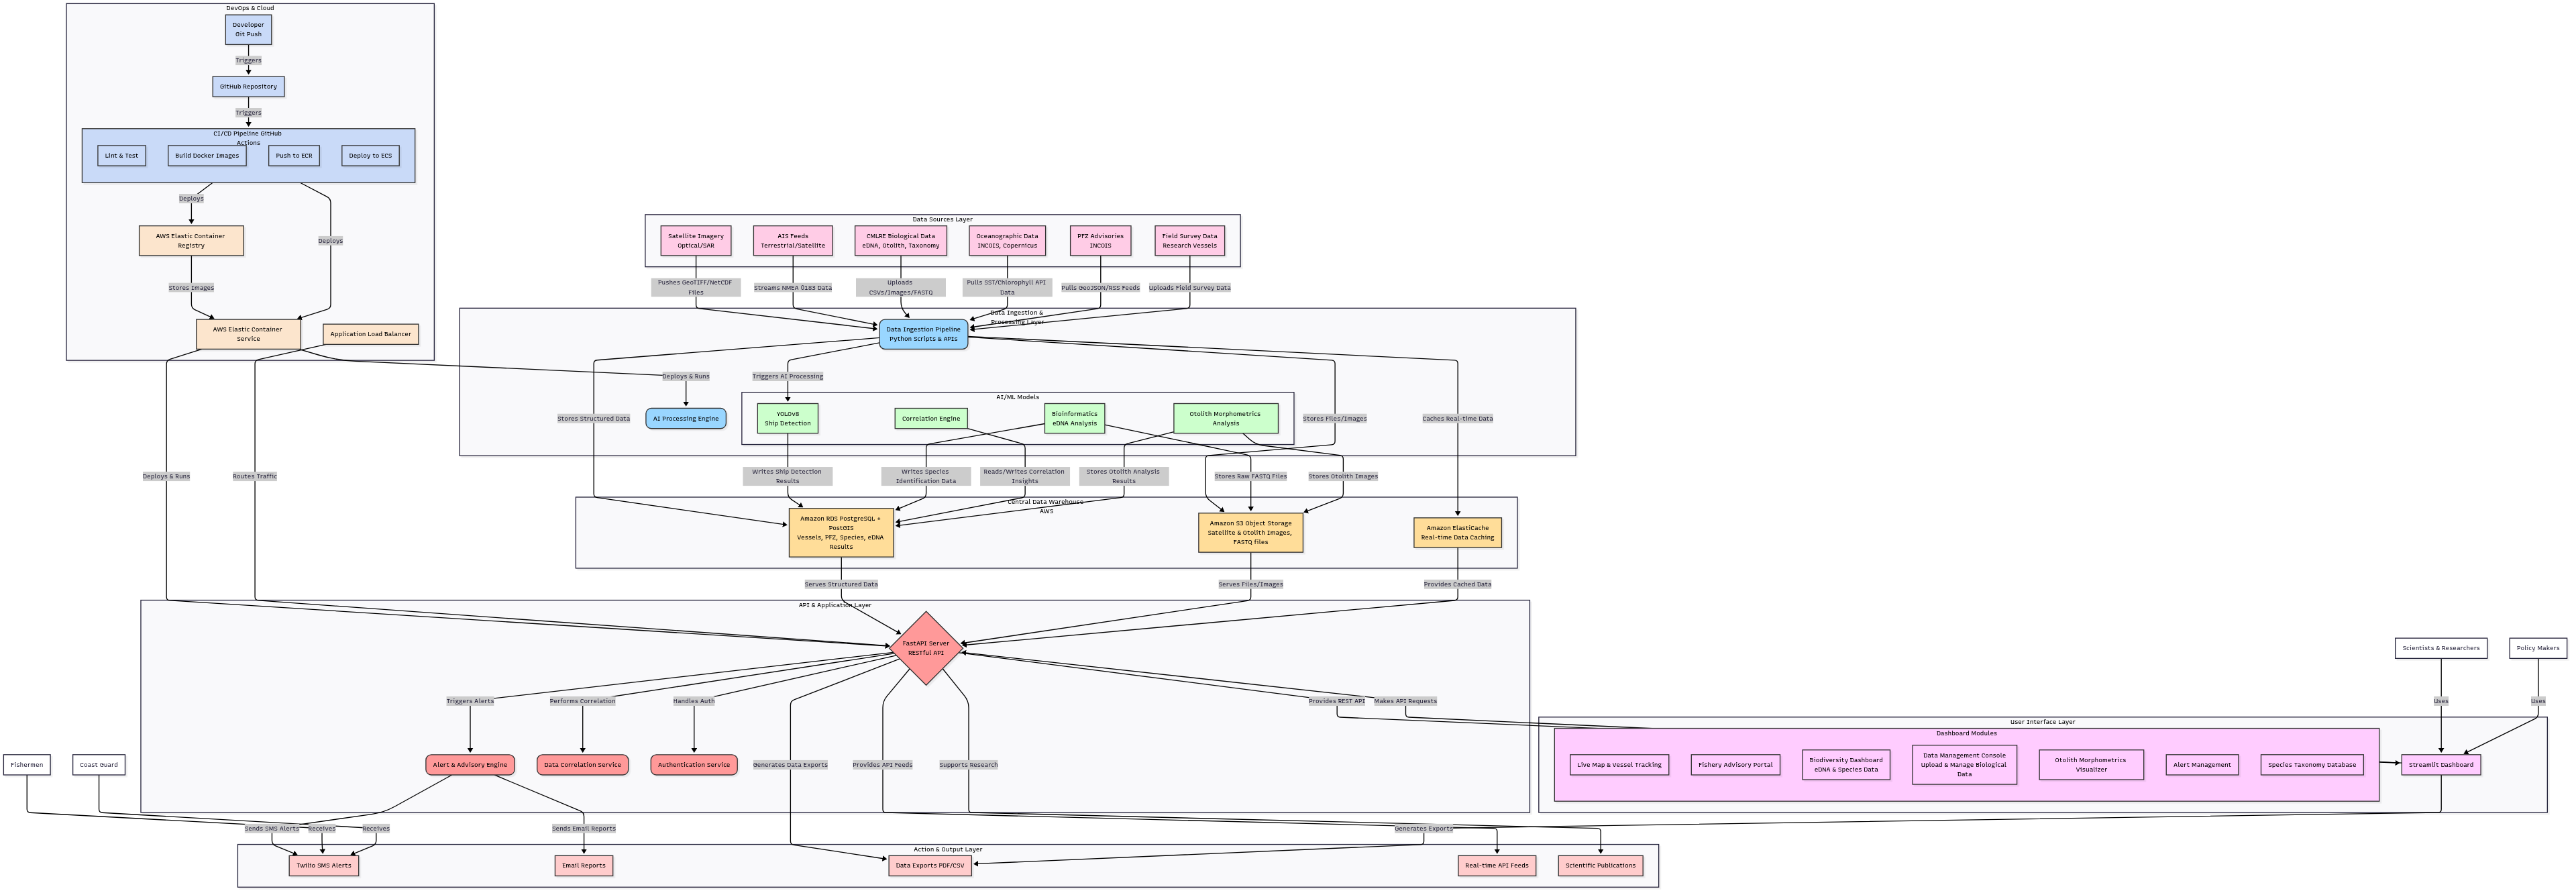 DevOps & Cloud
Developer
Git Push
Triggers
GitHub Repository
Triggers
CI/CD Pipeline GitHub
Actions
Lint & Test
Build Docker Images
Push to ECR
Deploy to ECS
Deploys
AWS Elastic Container
Registry
Deploys
Stores Images
AWS Elastic Container
Service
Application Load Balancer
Data Sources Layer
Satellite Imagery
Optical/SAR
AIS Feeds
Terrestrial/Satellite
CMLRE Biological Data
eDNA, Otolith, Taxonomy
Oceanographic Data
INCOIS, Copernicus
PFZ Advisories
INCOIS
Field Survey Data
Research Vessels
Pushes GeoTIFF/NetCDF
Files
Streams NMEA 0183 Data
Uploads
CSVs/Images/FASTQ
Pulls SST/Chlorophyll API
Data
Pulls GeoJSON/RSS Feeds
Uploads Field Survey Data
Data Ingestion &
Processing Layer
Data Ingestion Pipeline
Python Scripts & APIs
Deploys & Runs
Triggers AI Processing
AI/ML Models
Stores Structured Data
AI Processing Engine
YOLOv8
Ship Detection
Correlation Engine
Bioinformatics
eDNA Analysis
Otolith Morphometrics
Analysis
Stores Files/Images
Caches Real-time Data
Deploys & Runs
Routes Traffic
Writes Ship Detection
Results
Writes Species
Identification Data
Reads/Writes Correlation
Insights
Stores Otolith Analysis
Results
Stores Raw FASTQ Files
Stores Otolith Images
Central Data Warehouse
AWS
Amazon RDS PostgreSQL +
PostGIS
Vessels, PFZ, Species, eDNA
Results
Amazon S3 Object Storage
Satellite & Otolith Images,
FASTQ files
Amazon ElastiCache
Real-time Data Caching
Serves Structured Data
Serves Files/Images
Provides Cached Data
API & Application Layer
FastAPI Server
RESTful API
Scientists & Researchers
Policy Makers
Triggers Alerts
Performs Correlation
Handles Auth
Provides REST API
Makes API Requests
Uses
Uses
User Interface Layer
Dashboard Modules
Fishermen
Coast Guard
Alert & Advisory Engine
Data Correlation Service
Authentication Service
Generates Data Exports
Provides API Feeds
Supports Research
Live Map & Vessel Tracking
Fishery Advisory Portal
Biodiversity Dashboard
eDNA & Species Data
Data Management Console
Upload & Manage Biological
Data
Otolith Morphometrics
Visualizer
Alert Management
Species Taxonomy Database
Streamlit Dashboard
Sends SMS Alerts
Receives
Receives
Sends Email Reports
Generates Exports
Action & Output Layer
Twilio SMS Alerts
Email Reports
Data Exports PDF/CSV
Real-time API Feeds
Scientific Publications